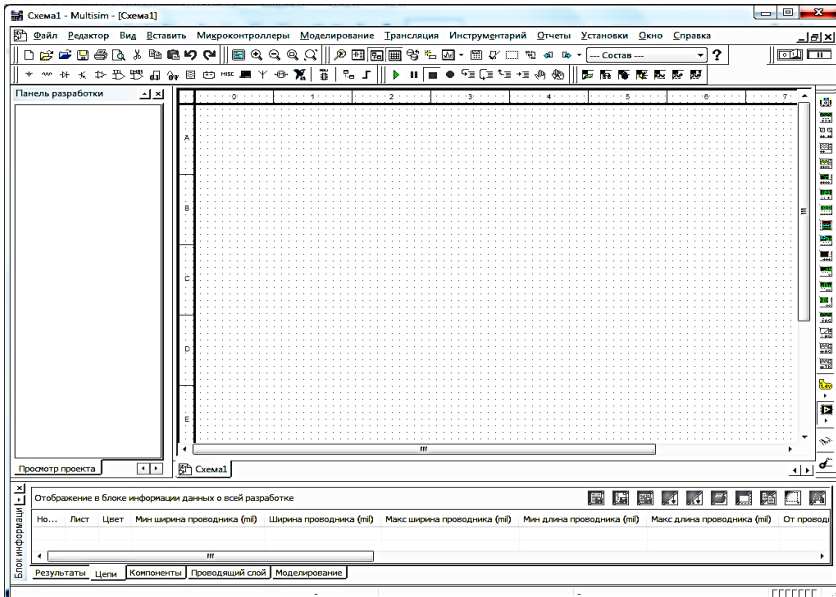 Схема1 - Multisim - [Схема1]
Файл Редактор Вид Вставить Микроконтроллеры Моделирование Трансляция Инструментарий Отчеты Установки Окно Справка
--- Состав ---
MISC
Панель разработки
0 1 2 3 4 5 6 7
A
B
C
D
E
Просмотр проекта
Схема1
Отображение в блоке информации данных о всей разработке
Но... Лист Цвет Мин ширина проводника (mil) Ширина проводника (mil) Макс ширина проводника (mil) Мин длина проводника (mil) Макс длина проводника (mil) От провод
Блок информаци
Результаты Цепи Компоненты Проводящий слой Моделирование